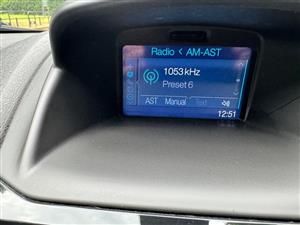 Radio < AM-AST
1053 kHz
Preset 6
AST Manual Text
12:51